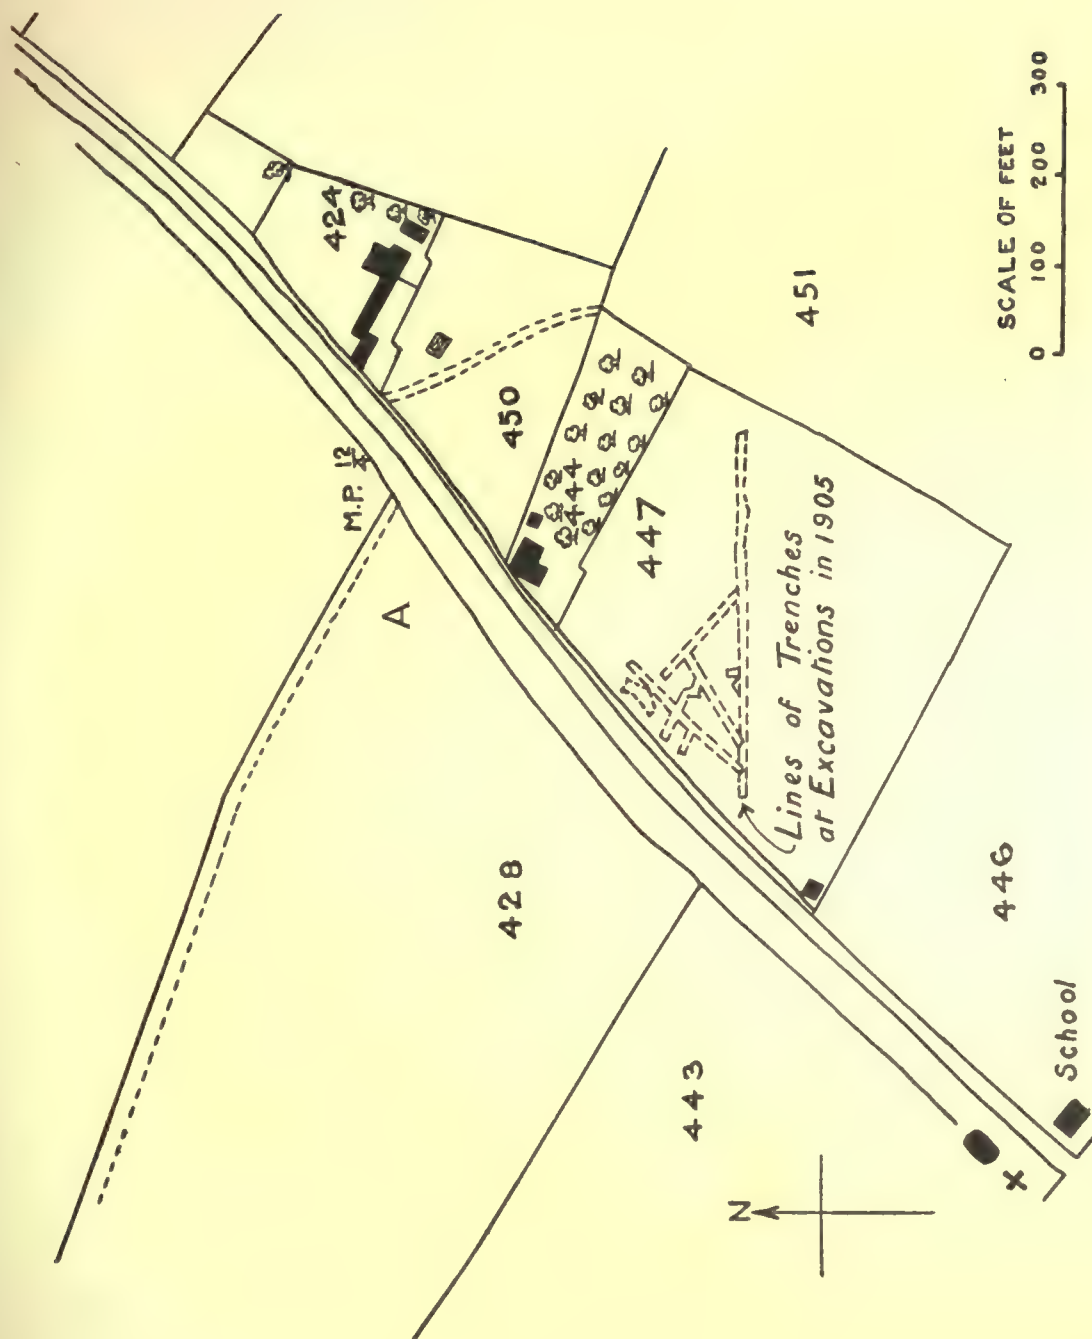 424
M.P. 12/4
A
450
444
447
451
428
Lines of Trenches
at Excavations in 1905
443
446
School
N
SCALE OF FEET
0 100 200 300